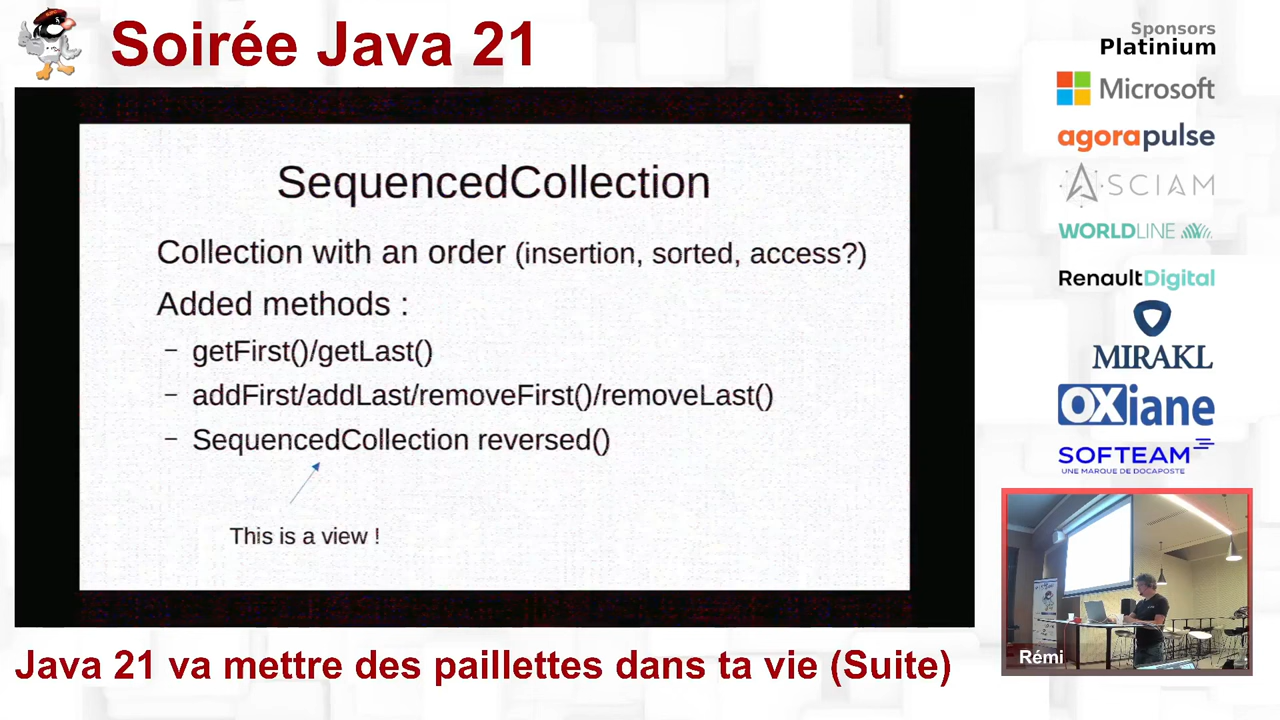 Soirée Java 21
Sponsors
Platinium
Microsoft
agorapulse
ASCIAM
WORLDLINE
RenaultDigital
MIRAKL
OXiane
SOFTEAM
UNE MARQUE DE DOCAPOSTE
SequencedCollection
Collection with an order (insertion, sorted, access?)
Added methods :
– getFirst()/getLast()
– addFirst/addLast/removeFirst()/removeLast()
– SequencedCollection reversed()
This is a view !
Rémi
Java 21 va mettre des paillettes dans ta vie (Suite)